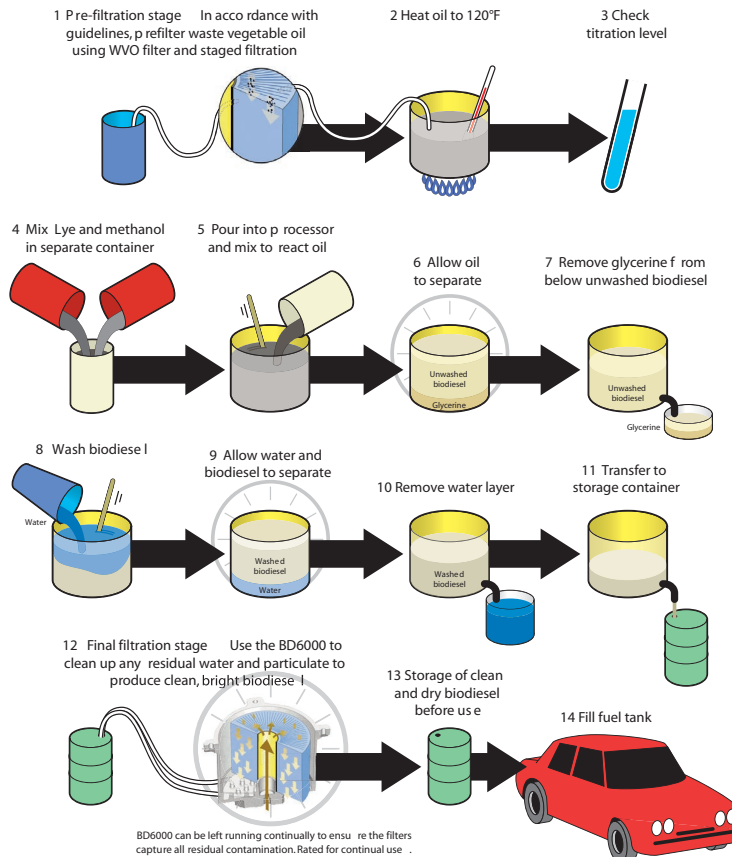 1 Pre-filtration stage In acco rdance with
guidelines, p refilter waste vegetable oil
using WVO filter and staged filtration
2 Heat oil to 120°F
3 Check
titration level
4 Mix Lye and methanol
in separate container
5 Pour into p rocessor
and mix to react oil
6 Allow oil
to separate
7 Remove glycerine f rom
below unwashed biodiesel
Unwashed
biodiesel
Glycerine
Unwashed
biodiesel
Glycerine
8 Wash biodiese l
Water
9 Allow water and
biodiesel to separate
10 Remove water layer
11 Transfer to
storage container
Washed
biodiesel
Water
Washed
biodiesel
12 Final filtration stage Use the BD6000 to
clean up any residual water and particulate to
produce clean, bright biodiese l
13 Storage of clean
and dry biodiesel
before us e
14 Fill fuel tank
BD6000 can be left running continually to ensu re the filters
capture all residual contamination. Rated for continual use .